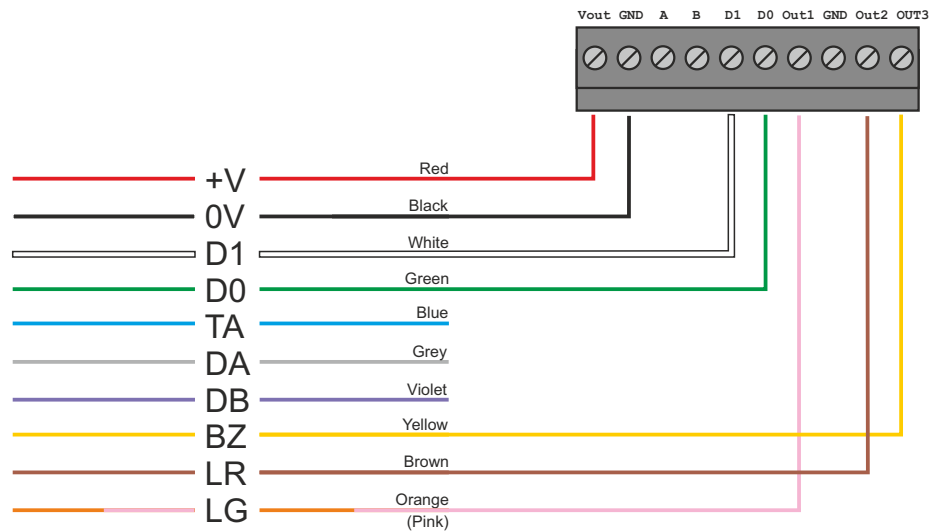 Vout GND A B D1 D0 Out1 GND Out2 OUT3
+V Red
0V Black
D1 White
D0 Green
TA Blue
DA Grey
DB Violet
BZ Yellow
LR Brown
LG Orange
(Pink)